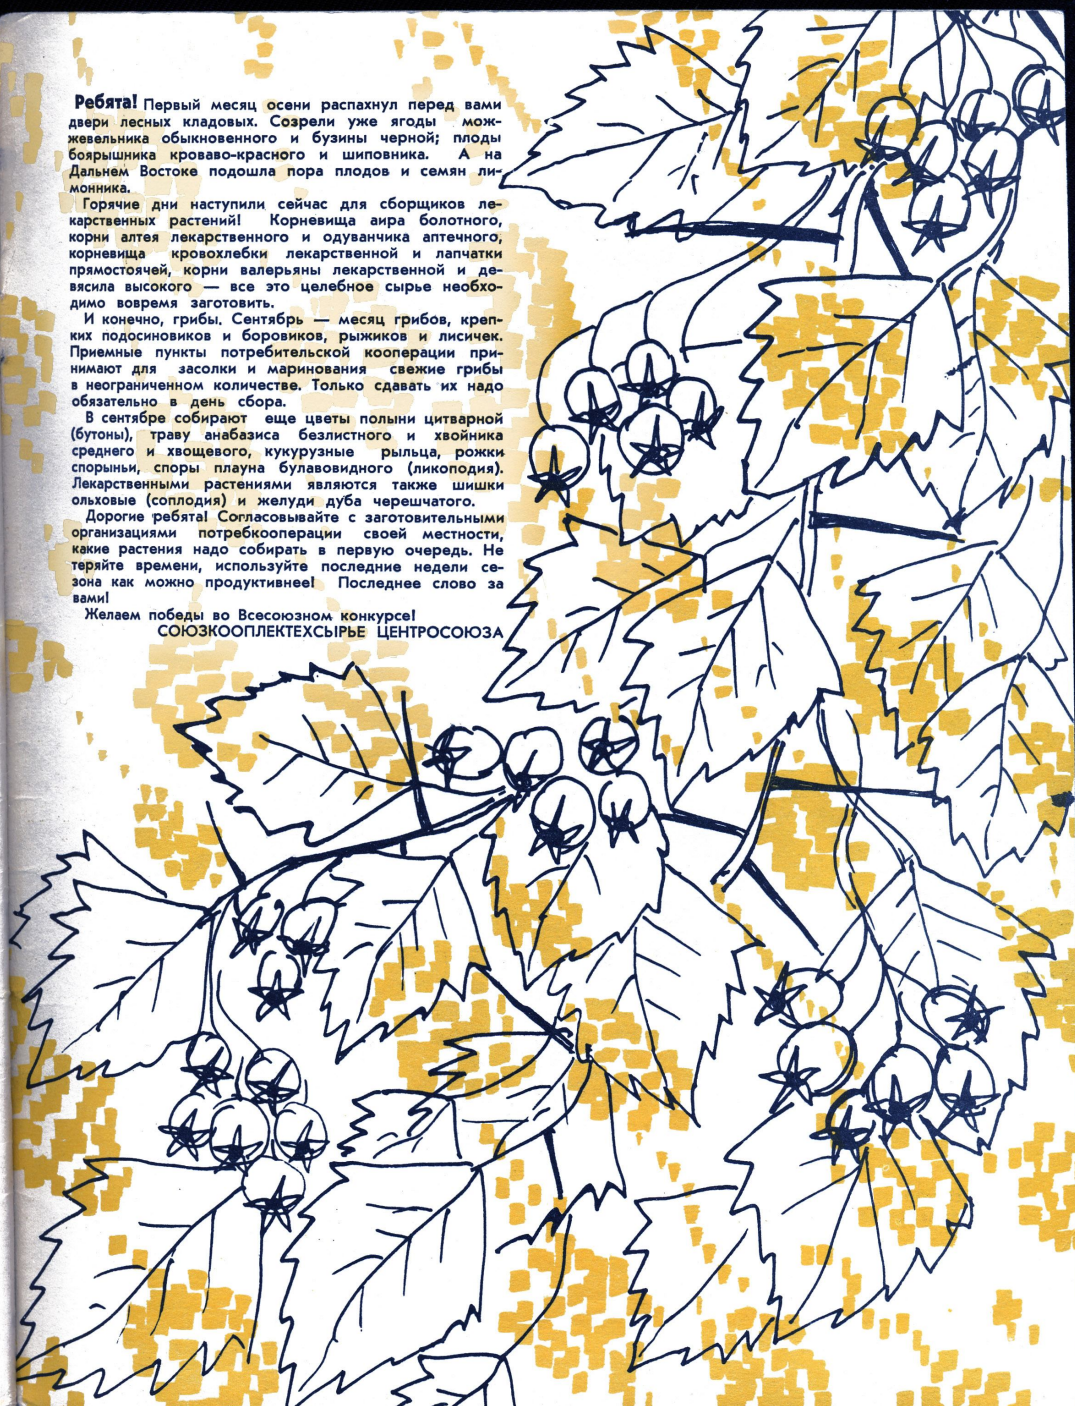 Ребята! Первый месяц осени распахнул перед вами
двери лесных кладовых. Созрели уже ягоды мож-
жевельника обыкновенного и бузины черной; плоды
боярышника кроваво-красного и шиповника. А на
Дальнем Востоке подошла пора плодов и семян ли-
монника.
Горячие дни наступили сейчас для сборщиков ле-
карственных растений! Корневища аира болотного,
корни алтея лекарственного и одуванчика аптечного,
корневища кровохлебки лекарственной и лапчатки
прямостоячей, корни валерьяны лекарственной и де-
вясила высокого — все это целебное сырье необхо-
димо вовремя заготовить.
И конечно, грибы. Сентябрь — месяц грибов, креп-
ких подосиновиков и боровиков, рыжиков и лисичек.
Приемные пункты потребительской кооперации при-
нимают для засолки и маринования свежие грибы
в неограниченном количестве. Только сдавать их надо
обязательно в день сбора.
В сентябре собирают еще цветы полыни цитварной
(бутоны), траву анабазиса безлистного и хвойника
среднего и хвощевого, кукурузные рыльца, рожки
спорыньи, споры плауна булавовидного (ликоподия).
Лекарственными растениями являются также шишки
ольховые (соплодия) и желуди дуба черешчатого.
Дорогие ребята! Согласовывайте с заготовительными
организациями потребкооперации своей местности,
какие растения надо собирать в первую очередь. Не
теряйте времени, используйте последние недели се-
зона как можно продуктивнее! Последнее слово за
вами!
Желаем победы во Всесоюзном конкурсе!
СОЮЗКООПЛЕКТЕХСЫРЬЕ ЦЕНТРОСОЮЗА